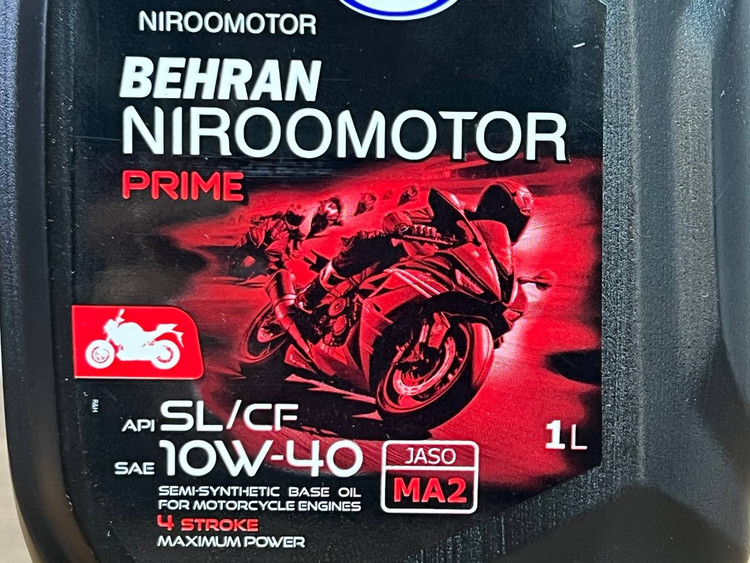 NIROOMOTOR
BEHRAN
NIROOMOTOR
PRIME
API SL/CF
SAE 10W-40
JASO
MA2
1L
SEMI-SYNTHETIC BASE OIL
FOR MOTORCYCLE ENGINES
4 STROKE
MAXIMUM POWER